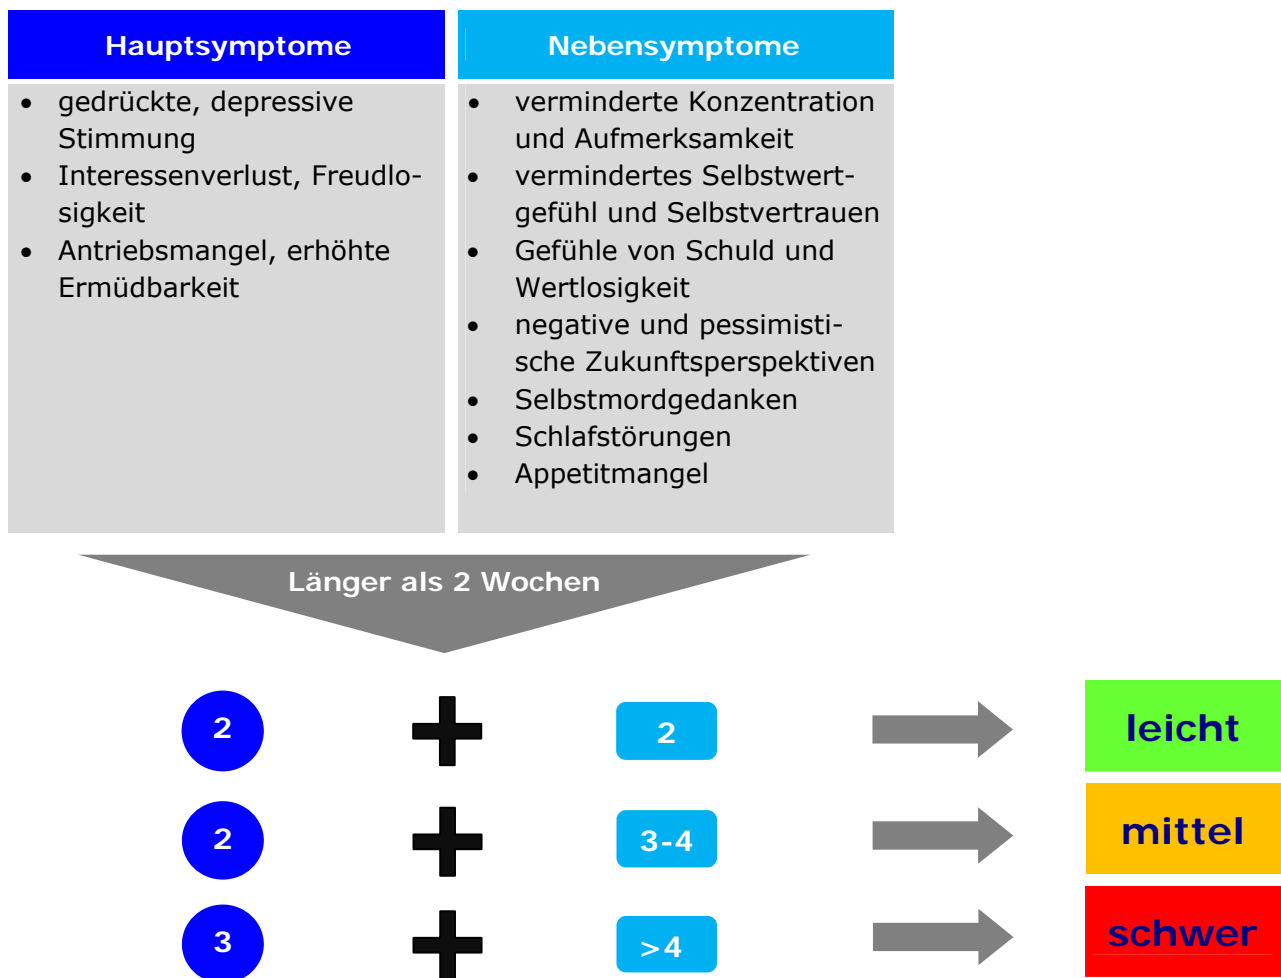 Hauptsymptome
Nebensymptome
• gedrückte, depressive
Stimmung
• Interessenverlust, Freudlo-
sigkeit
• Antriebsmangel, erhöhte
Ermüdbarkeit
• verminderte Konzentration
und Aufmerksamkeit
• vermindertes Selbstwert-
gefühl und Selbstvertrauen
• Gefühle von Schuld und
Wertlosigkeit
• negative und pessimisti-
sche Zukunftsperspektiven
• Selbstmordgedanken
• Schlafstörungen
• Appetitmangel
Länger als 2 Wochen
2 + 2 leicht
2 + 3-4 mittel
3 + >4 schwer